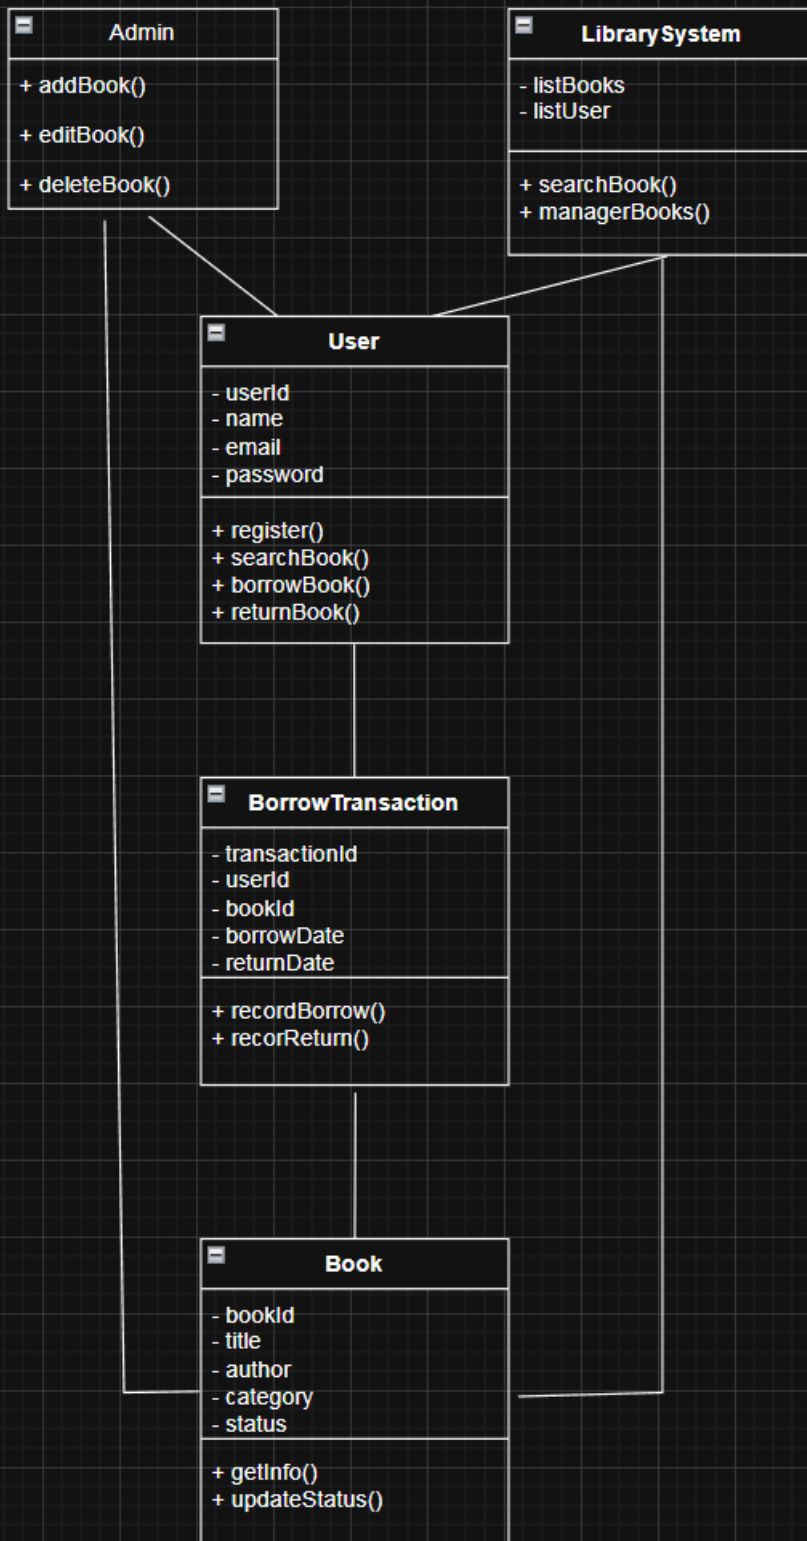 Admin
+ addBook()
+ editBook()
+ deleteBook()
LibrarySystem
- listBooks
- listUser
+ searchBook()
+ managerBooks()
User
- userId
- name
- email
- password
+ register()
+ searchBook()
+ borrowBook()
+ returnBook()
BorrowTransaction
- transactionId
- userId
- bookId
- borrowDate
- returnDate
+ recordBorrow()
+ recorReturn()
Book
- bookId
- title
- author
- category
- status
+ getInfo()
+ updateStatus()